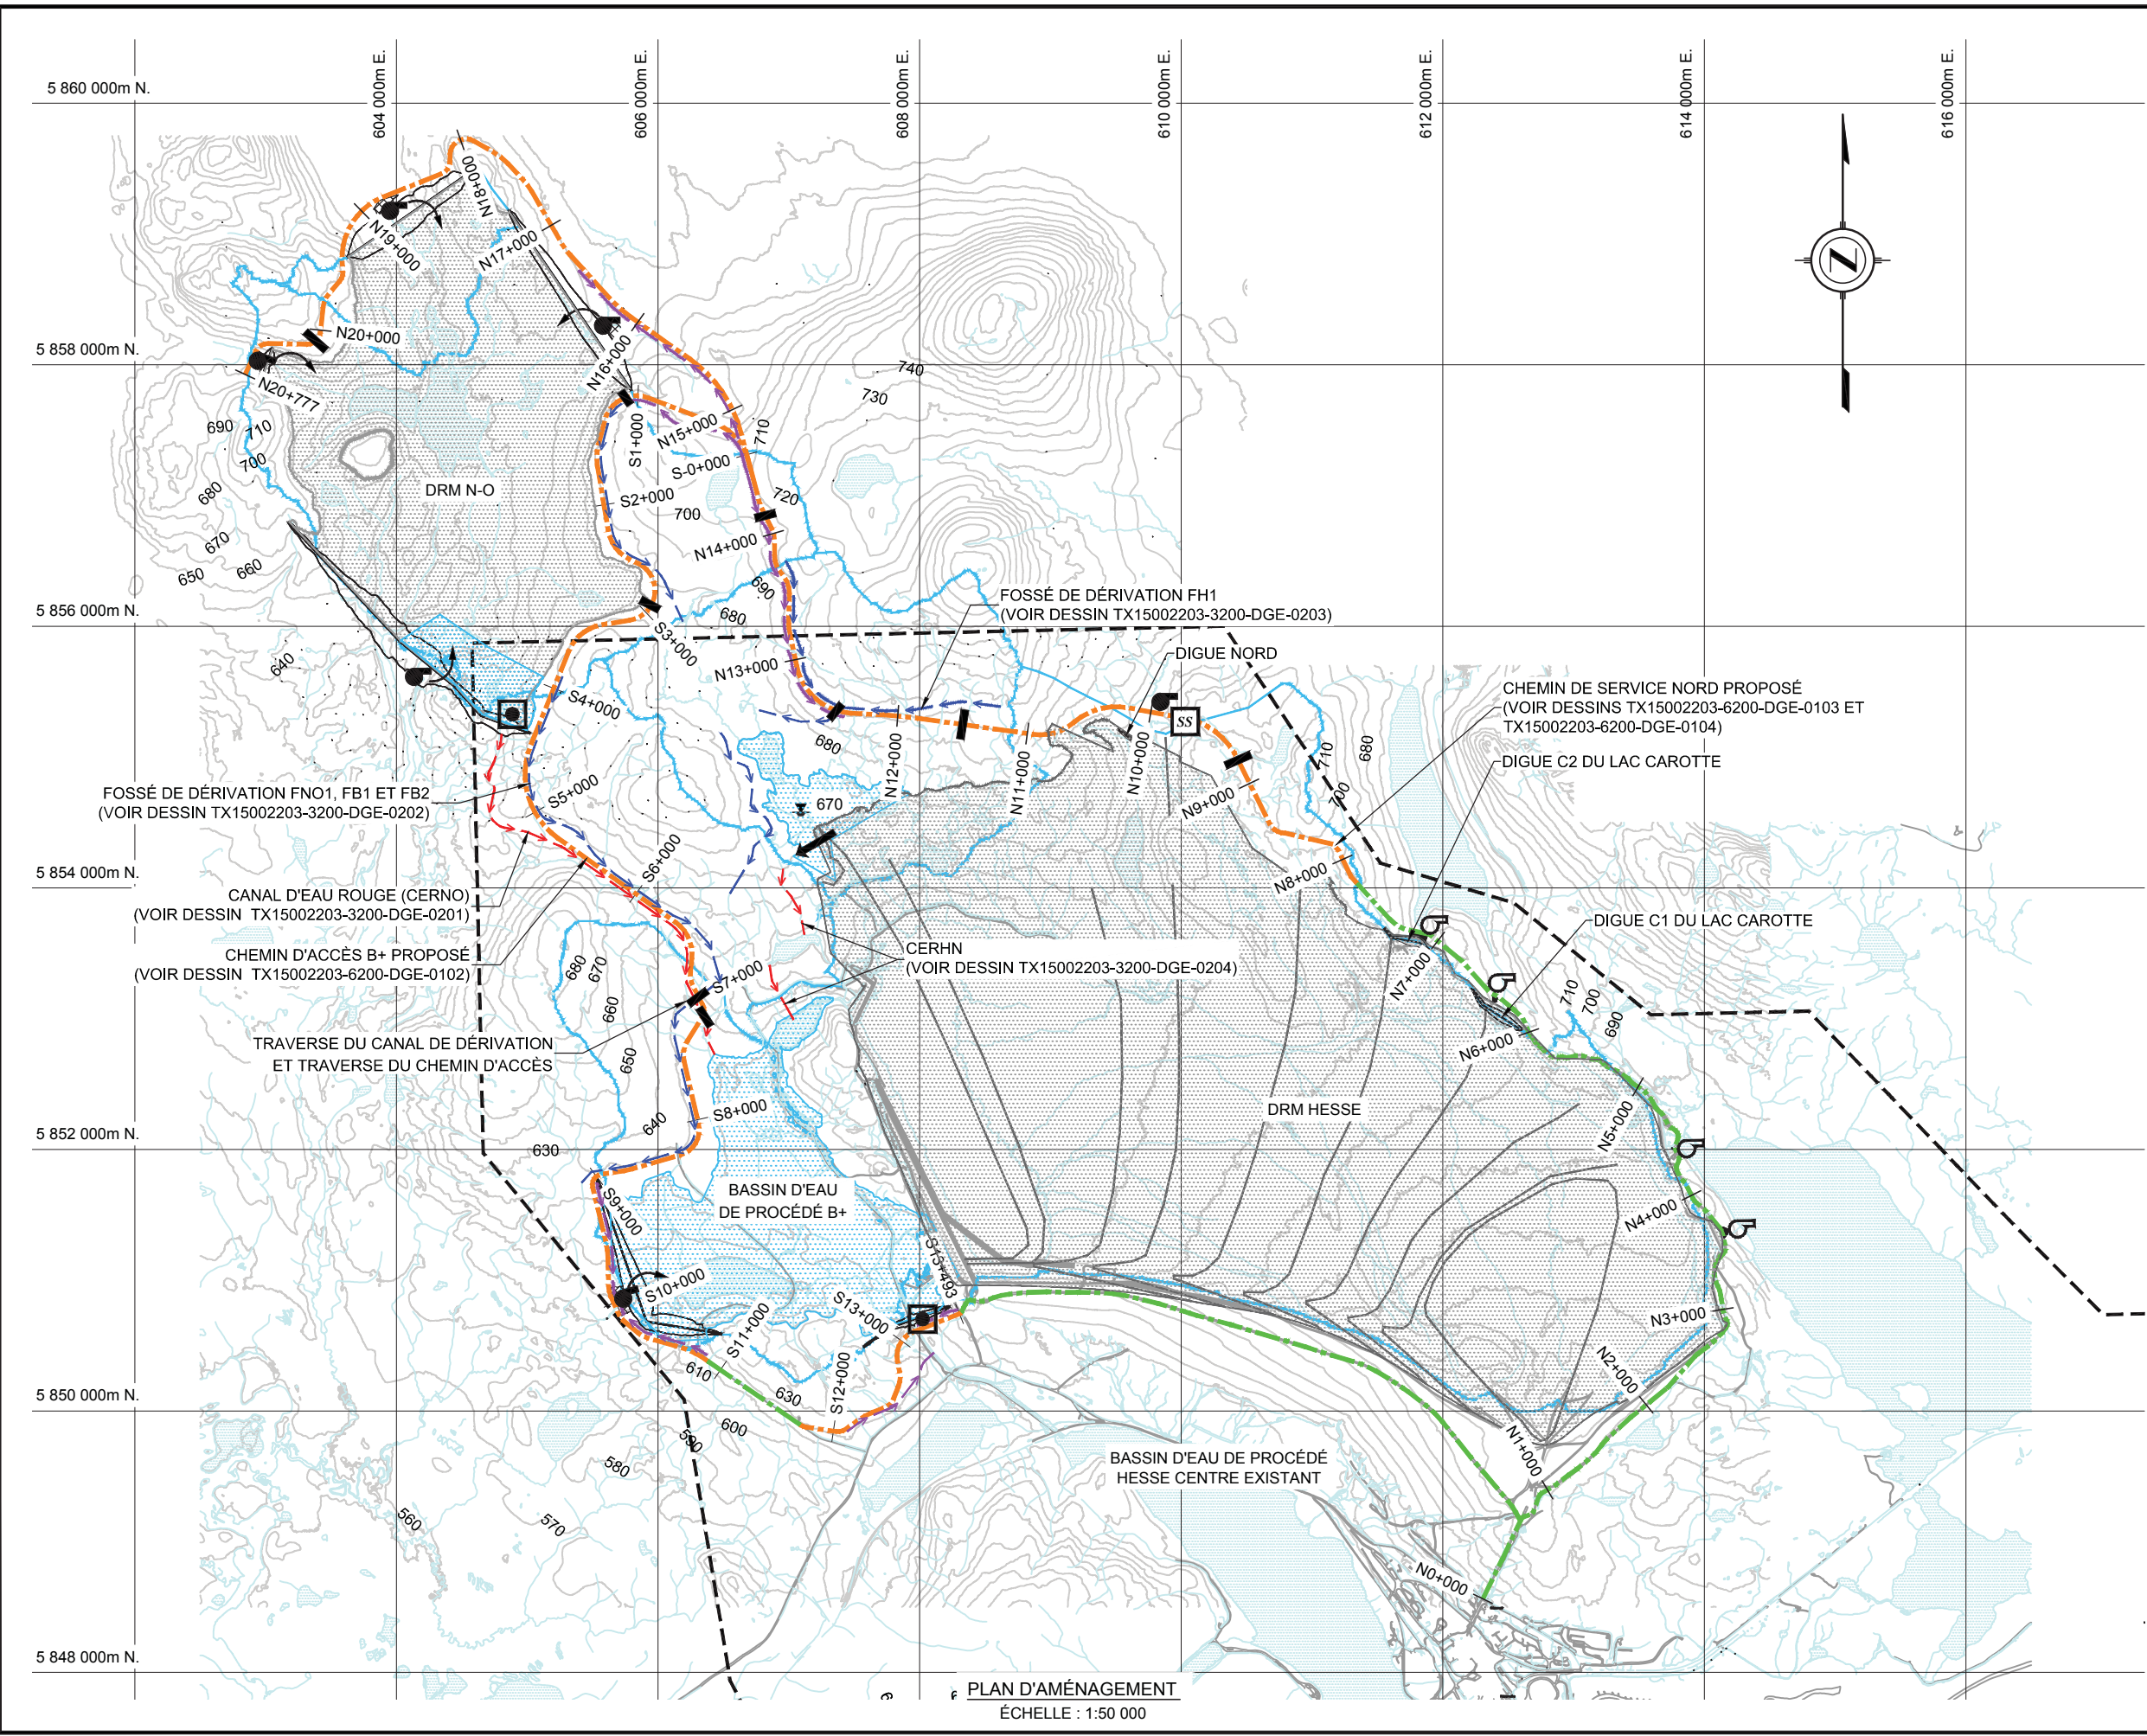 604 000m E.
606 000m E.
608 000m E.
610 000m E.
612 000m E.
614 000m E.
616 000m E.
5 860 000m N.
N18+000
N19+000
N17+000
N
N20+000
5 858 000m N.
N16+000
N20+777
740
730
690
710
700
S1+000
N15+000
710
S-0+000
680
DRM N-O
S2+000
720
700
670
N14+000
650
660
690
5 856 000m N.
680
FOSSÉ DE DÉRIVATION FH1
(VOIR DESSIN TX15002203-3200-DGE-0203)
S3+000
640
N13+000
DIGUE NORD
S4+000
CHEMIN DE SERVICE NORD PROPOSÉ
(VOIR DESSINS TX15002203-6200-DGE-0103 ET
TX15002203-6200-DGE-0104)
SS
680
N12+000
N11+000
N10+000
710
680
DIGUE C2 DU LAC CAROTTE
FOSSÉ DE DÉRIVATION FNO1, FB1 ET FB2
(VOIR DESSIN TX15002203-3200-DGE-0202)
S5+000
670
N9+000
700
S6+000
5 854 000m N.
N8+000
CANAL D'EAU ROUGE (CERNO)
(VOIR DESSIN TX15002203-3200-DGE-0201)
DIGUE C1 DU LAC CAROTTE
CHEMIN D'ACCÈS B+ PROPOSÉ
(VOIR DESSIN TX15002203-6200-DGE-0102)
CERHN
(VOIR DESSIN TX15002203-3200-DGE-0204)
680
670
660
650
S7+000
N7+000
710
700
690
TRAVERSE DU CANAL DE DÉRIVATION
ET TRAVERSE DU CHEMIN D'ACCÈS
N6+000
S8+000
640
DRM HESSE
N5+000
5 852 000m N.
630
BASSIN D'EAU
DE PROCÉDÉ B+
S9+000
N4+000
S13+493
S10+000
S13+000
N3+000
S11+000
610
630
S12+000
N2+000
5 850 000m N.
600
590
580
N1+000
BASSIN D'EAU DE PROCÉDÉ
HESSE CENTRE EXISTANT
560
570
N0+000
5 848 000m N.
PLAN D'AMÉNAGEMENT
ÉCHELLE : 1:50 000